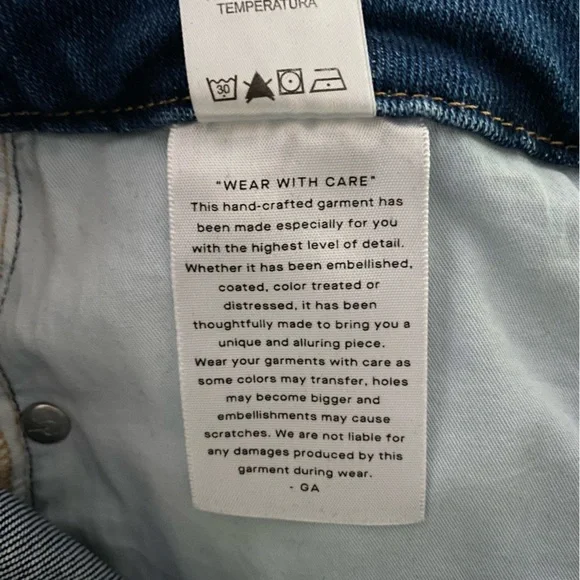 TEMPERATURA
30
"WEAR WITH CARE"
This hand-crafted garment has
been made especially for you
with the highest level of detail.
Whether it has been embellished,
coated, color treated or
distressed, it has been
thoughtfully made to bring you a
unique and alluring piece.
Wear your garments with care as
some colors may transfer, holes
may become bigger and
embellishments may cause
scratches. We are not liable for
any damages produced by this
garment during wear.
- GA